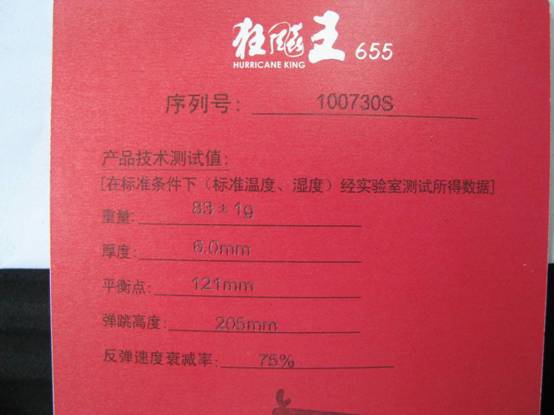 狂飚王 655
HURRICANE KING
序列号: 100730S
产品技术测试值:
[在标准条件下（标准温度、湿度）经实验室测试所得数据]
重量: 83±1g
厚度: 6.0mm
平衡点: 121mm
弹跳高度: 205mm
反弹速度衰减率: 75%